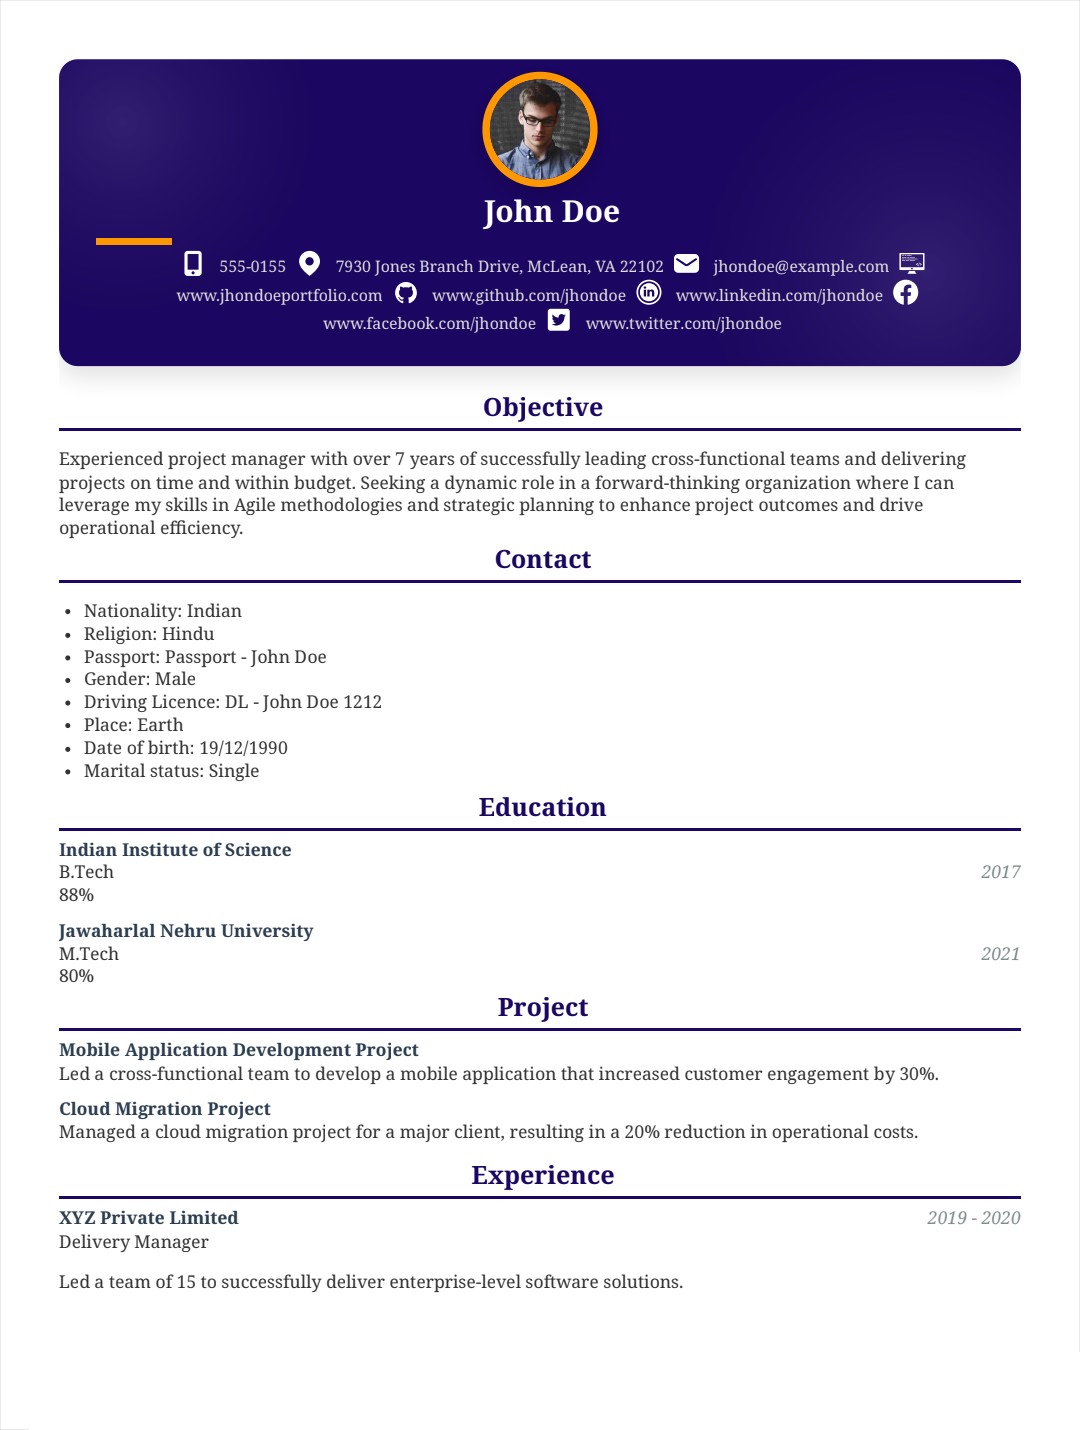 John Doe
555-0155 7930 Jones Branch Drive, McLean, VA 22102 jhondoe@example.com
www.jhondoeportfolio.com www.github.com/jhondoe www.linkedin.com/jhondoe
www.facebook.com/jhondoe www.twitter.com/jhondoe
Objective
Experienced project manager with over 7 years of successfully leading cross-functional teams and delivering
projects on time and within budget. Seeking a dynamic role in a forward-thinking organization where I can
leverage my skills in Agile methodologies and strategic planning to enhance project outcomes and drive
operational efficiency.
Contact
• Nationality: Indian
• Religion: Hindu
• Passport: Passport - John Doe
• Gender: Male
• Driving Licence: DL - John Doe 1212
• Place: Earth
• Date of birth: 19/12/1990
• Marital status: Single
Education
Indian Institute of Science
B.Tech 2017
88%
Jawaharlal Nehru University
M.Tech 2021
80%
Project
Mobile Application Development Project
Led a cross-functional team to develop a mobile application that increased customer engagement by 30%.
Cloud Migration Project
Managed a cloud migration project for a major client, resulting in a 20% reduction in operational costs.
Experience
XYZ Private Limited 2019 - 2020
Delivery Manager
Led a team of 15 to successfully deliver enterprise-level software solutions.